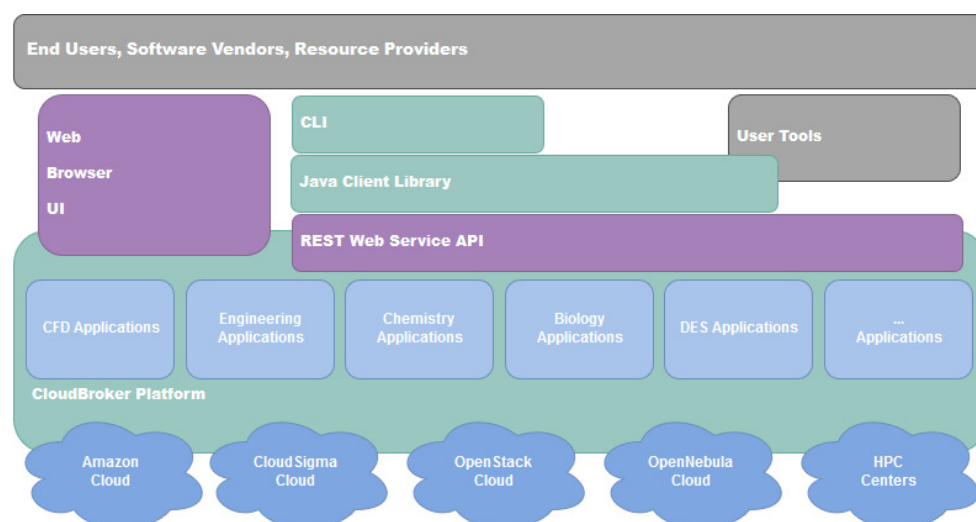 End Users, Software Vendors, Resource Providers
Web
Browser
UI
CLI
User Tools
Java Client Library
REST Web Service API
CFD Applications
Engineering
Applications
Chemistry
Applications
Biology
Applications
DES Applications
...
Applications
CloudBroker Platform
Amazon
Cloud
CloudSigma
Cloud
OpenStack
Cloud
OpenNebula
Cloud
HPC
Centers